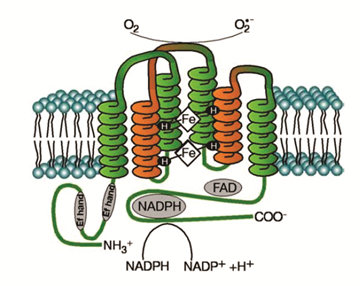 O₂ O₂•⁻
H Fe H
H Fe H
Ef hand Ef hand FAD
NADPH
COO⁻
NH₃⁺
NADPH NADP⁺ +H⁺